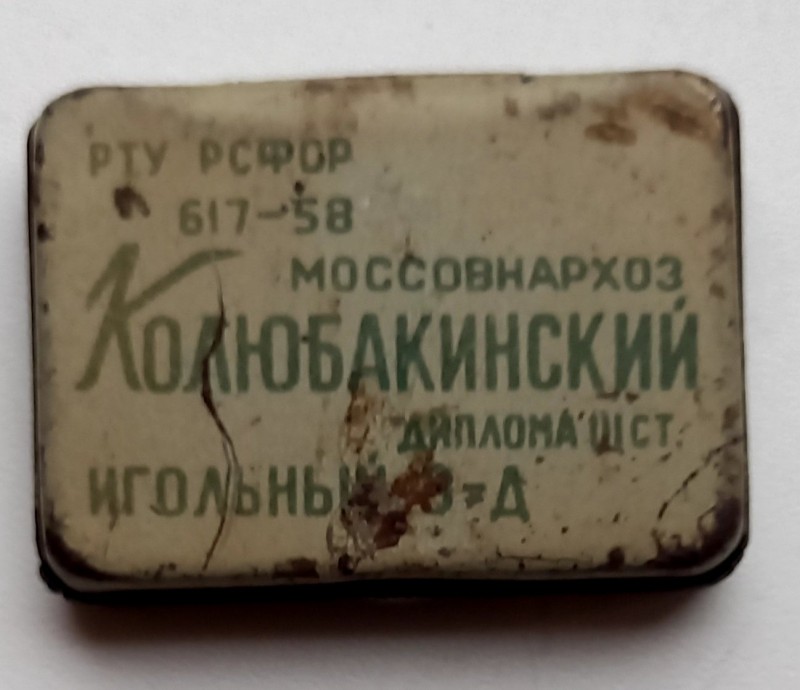 РТУ РСФСР
617-58
МОССОВНАРХОЗ
КОЛЮБАКИНСКИЙ
ДИПЛОМА III СТ.
ИГОЛЬНЫЙ З-Д